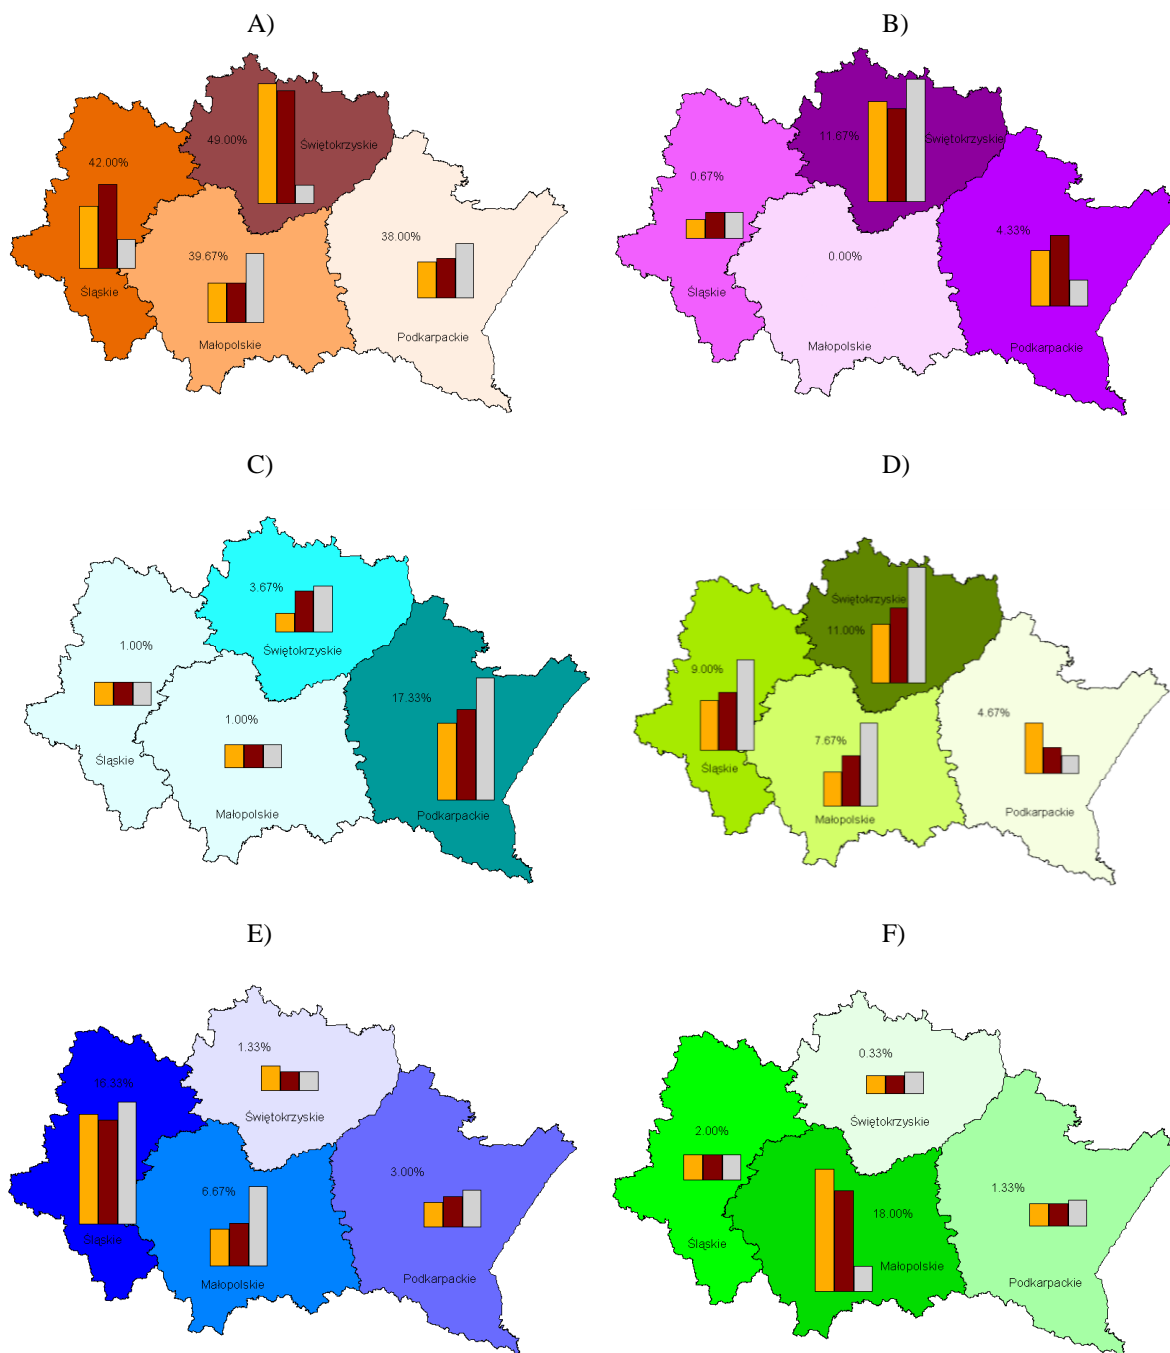 A)
49.00%
Świętokrzyskie
42.00%
38.00%
39.67%
Śląskie
Podkarpackie
Małopolskie
B)
11.67%
Świętokrzyskie
0.67%
4.33%
0.00%
Małopolskie
Podkarpackie
C)
3.67%
Świętokrzyskie
1.00%
17.33%
1.00%
Śląskie
Małopolskie
Podkarpackie
D)
Świętokrzyskie
11.00%
9.00%
4.67%
7.67%
Śląskie
Podkarpackie
Małopolskie
E)
1.33%
16.33%
Świętokrzyskie
3.00%
6.67%
Śląskie
Podkarpackie
Małopolskie
F)
0.33%
Świętokrzyskie
2.00%
1.33%
18.00%
Śląskie
Małopolskie
Podkarpackie